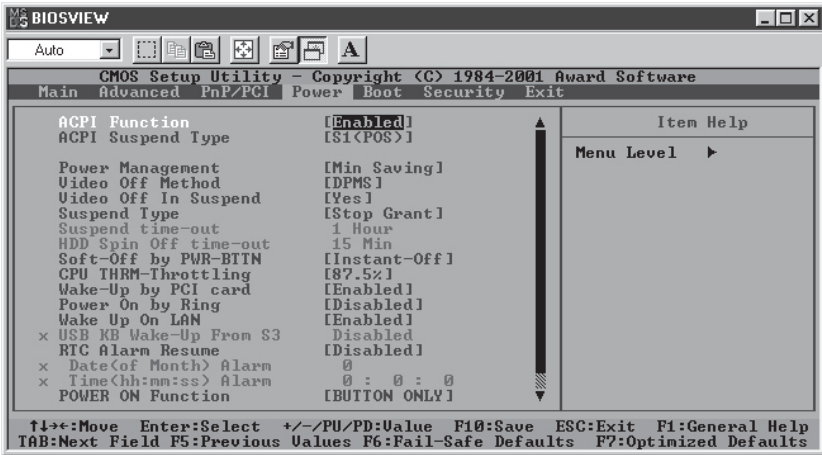 MS DOS BIOSVIEW
Auto
A
CMOS Setup Utility - Copyright (C) 1984-2001 Award Software
Main Advanced PnP/PCI Power Boot Security Exit
ACPI Function [Enabled]
Item Help
ACPI Suspend Type [S1(POS)]
Menu Level ▶
Power Management [Min Saving]
Video Off Method [DPMS]
Video Off In Suspend [Yes]
Suspend Type [Stop Grant]
Suspend time-out 1 Hour
HDD Spin Off time-out 15 Min
Soft-Off by PWR-BTTN [Instant-Off]
CPU THRM-Throttling [87.5%]
Wake-Up by PCI card [Enabled]
Power On by Ring [Disabled]
Wake Up On LAN [Enabled]
x USB KB Wake-Up From S3 Disabled
RTC Alarm Resume [Disabled]
x Date(of Month) Alarm 0
x Time(hh:mm:ss) Alarm 0 : 0 : 0
POWER ON Function [BUTTON ONLY]
↑↓→←:Move Enter:Select +/-/PU/PD:Value F10:Save ESC:Exit F1:General Help
TAB:Next Field F5:Previous Values F6:Fail-Safe Defaults F7:Optimized Defaults